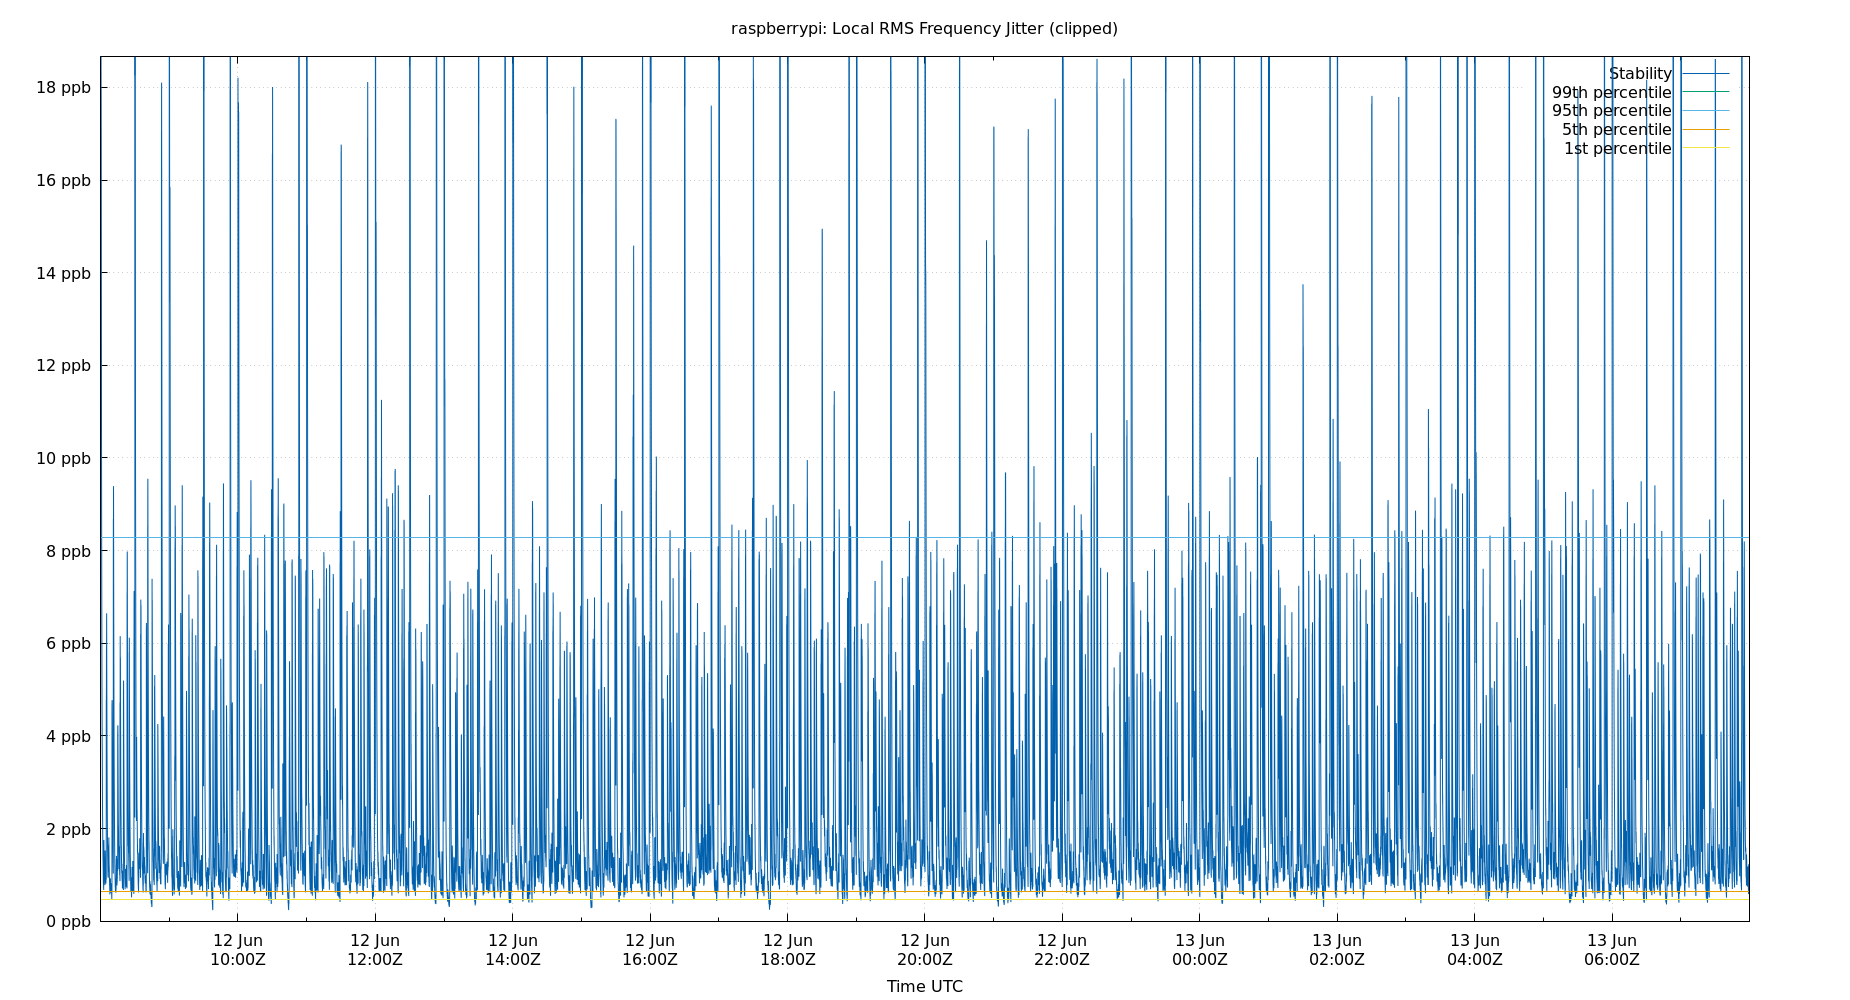 raspberrypi: Local RMS Frequency Jitter (clipped)
18 ppb
16 ppb
14 ppb
12 ppb
10 ppb
8 ppb
6 ppb
4 ppb
2 ppb
0 ppb
Stability
99th percentile
95th percentile
5th percentile
1st percentile
12 Jun 12 Jun 12 Jun 12 Jun 12 Jun 12 Jun 12 Jun 13 Jun 13 Jun 13 Jun 13 Jun
10:00Z 12:00Z 14:00Z 16:00Z 18:00Z 20:00Z 22:00Z 00:00Z 02:00Z 04:00Z 06:00Z
Time UTC